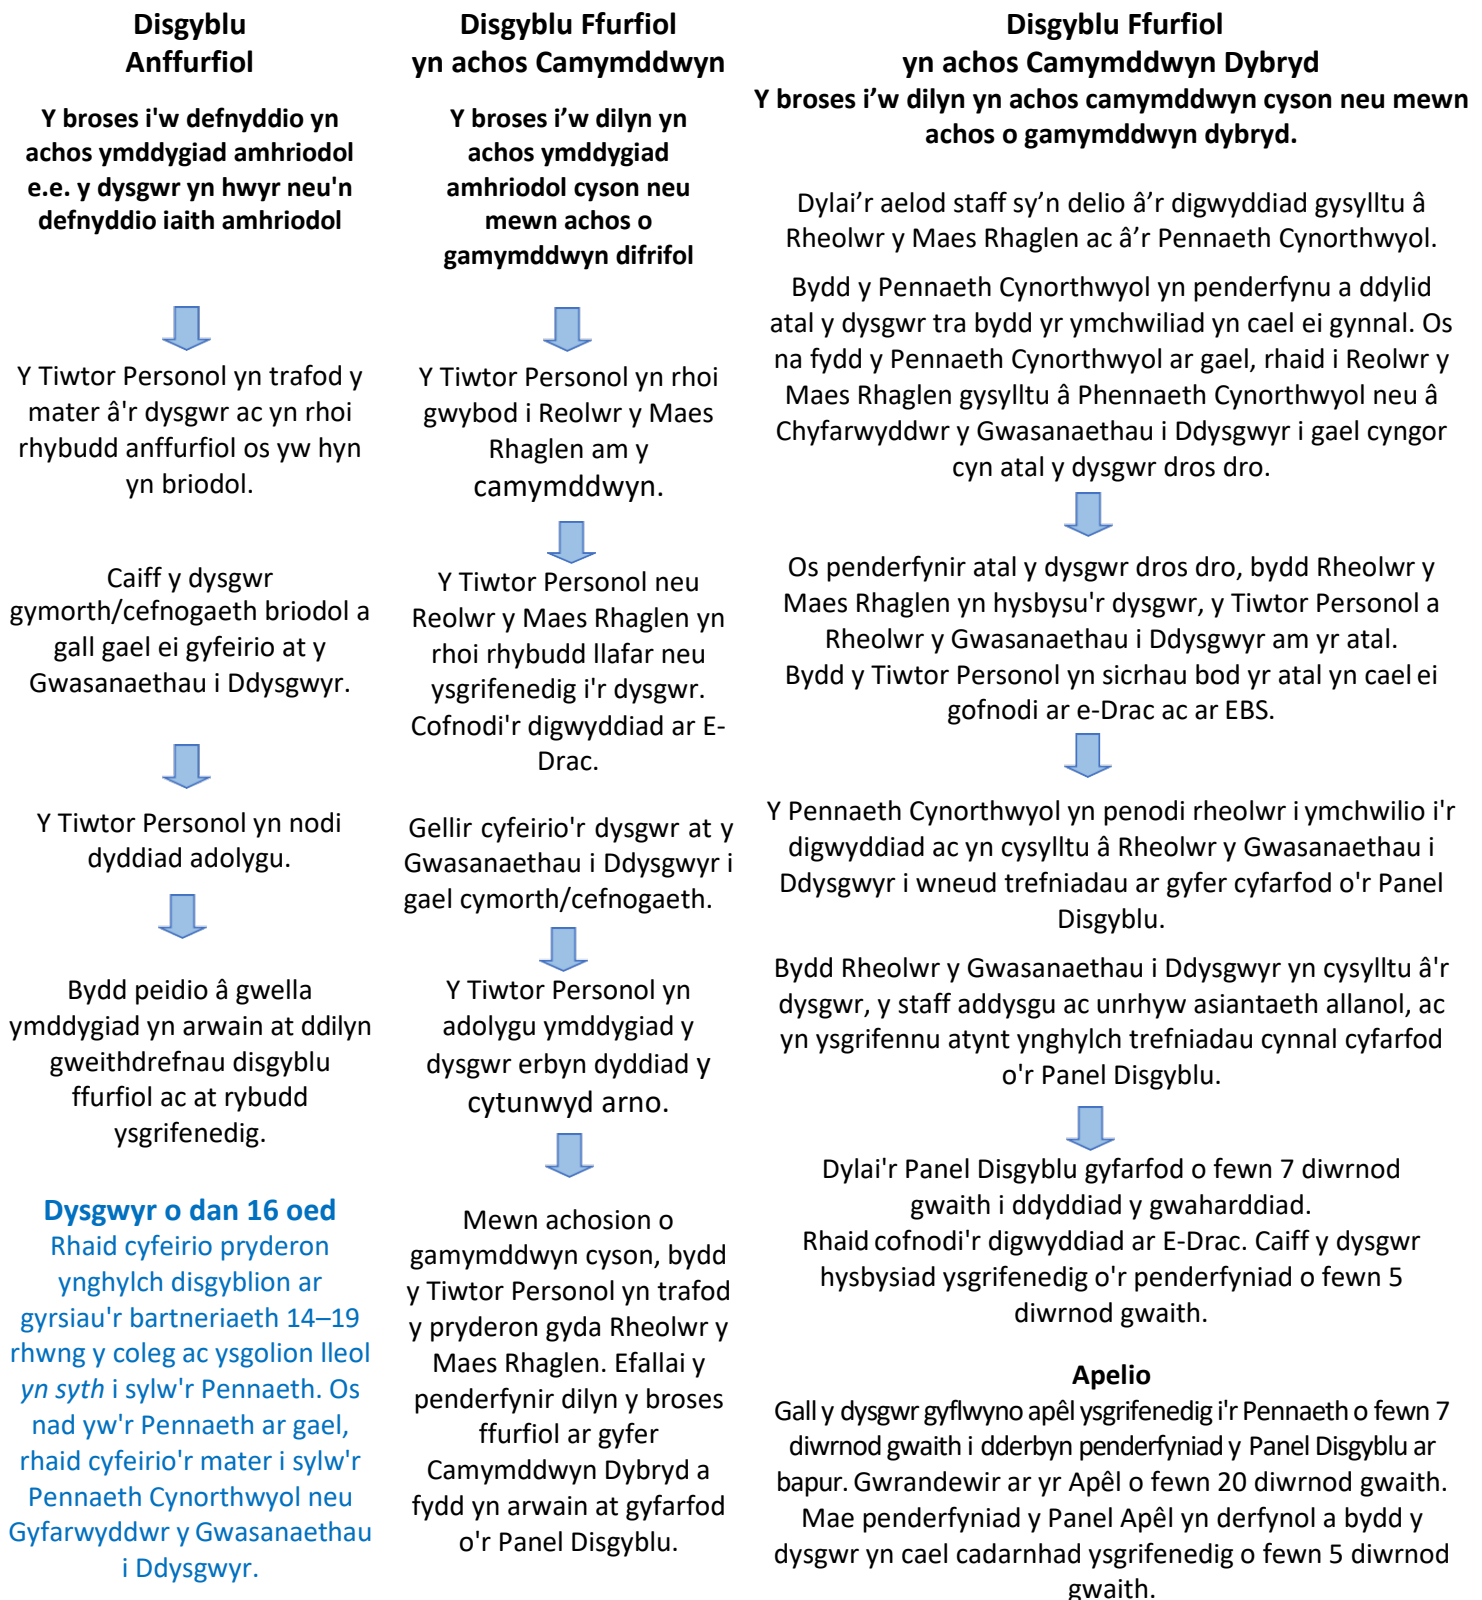 Disgyblu
Anffurfiol
Y broses i'w defnyddio yn
achos ymddygiad amhriodol
e.e. y dysgwr yn hwyr neu'n
defnyddio iaith amhriodol
Y Tiwtor Personol yn trafod y
mater â'r dysgwr ac yn rhoi
rhybudd anffurfiol os yw hyn
yn briodol.
Caiff y dysgwr
gymorth/cefnogaeth briodol a
gall gael ei gyfeirio at y
Gwasanaethau i Ddysgwyr.
Y Tiwtor Personol yn nodi
dyddiad adolygu.
Bydd peidio â gwella
ymddygiad yn arwain at ddilyn
gweithdrefnau disgyblu
ffurfiol ac at rybudd
ysgrifenedig.
Dysgwyr o dan 16 oed
Rhaid cyfeirio pryderon
ynghylch disgyblion ar
gyrsiau'r bartneriaeth 14–19
rhwng y coleg ac ysgolion lleol
yn syth i sylw'r Pennaeth. Os
nad yw'r Pennaeth ar gael,
rhaid cyfeirio'r mater i sylw'r
Pennaeth Cynorthwyol neu
Gyfarwyddwr y Gwasanaethau
i Ddysgwyr.
Disgyblu Ffurfiol
yn achos Camymddwyn
Y broses i’w dilyn yn
achos ymddygiad
amhriodol cyson neu
mewn achos o
gamymddwyn difrifol
Y Tiwtor Personol yn rhoi
gwybod i Reolwr y Maes
Rhaglen am y
camymddwyn.
Y Tiwtor Personol neu
Reolwr y Maes Rhaglen yn
rhoi rhybudd llafar neu
ysgrifenedig i'r dysgwr.
Cofnodi'r digwyddiad ar E-
Drac.
Gellir cyfeirio'r dysgwr at y
Gwasanaethau i Ddysgwyr i
gael cymorth/cefnogaeth.
Y Tiwtor Personol yn
adolygu ymddygiad y
dysgwr erbyn dyddiad y
cytunwyd arno.
Mewn achosion o
gamymddwyn cyson, bydd
y Tiwtor Personol yn trafod
y pryderon gyda Rheolwr y
Maes Rhaglen. Efallai y
penderfynir dilyn y broses
ffurfiol ar gyfer
Camymddwyn Dybryd a
fydd yn arwain at gyfarfod
o'r Panel Disgyblu.
Disgyblu Ffurfiol
yn achos Camymddwyn Dybryd
Y broses i’w dilyn yn achos camymddwyn cyson neu mewn
achos o gamymddwyn dybryd.
Dylai’r aelod staff sy’n delio â’r digwyddiad gysylltu â
Rheolwr y Maes Rhaglen ac â’r Pennaeth Cynorthwyol.
Bydd y Pennaeth Cynorthwyol yn penderfynu a ddylid
atal y dysgwr tra bydd yr ymchwiliad yn cael ei gynnal. Os
na fydd y Pennaeth Cynorthwyol ar gael, rhaid i Reolwr y
Maes Rhaglen gysylltu â Phennaeth Cynorthwyol neu â
Chyfarwyddwr y Gwasanaethau i Ddysgwyr i gael cyngor
cyn atal y dysgwr dros dro.
Os penderfynir atal y dysgwr dros dro, bydd Rheolwr y
Maes Rhaglen yn hysbysu'r dysgwr, y Tiwtor Personol a
Rheolwr y Gwasanaethau i Ddysgwyr am yr atal.
Bydd y Tiwtor Personol yn sicrhau bod yr atal yn cael ei
gofnodi ar e-Drac ac ar EBS.
Y Pennaeth Cynorthwyol yn penodi rheolwr i ymchwilio i'r
digwyddiad ac yn cysylltu â Rheolwr y Gwasanaethau i
Ddysgwyr i wneud trefniadau ar gyfer cyfarfod o'r Panel
Disgyblu.
Bydd Rheolwr y Gwasanaethau i Ddysgwyr yn cysylltu â'r
dysgwr, y staff addysgu ac unrhyw asiantaeth allanol, ac
yn ysgrifennu atynt ynghylch trefniadau cynnal cyfarfod
o'r Panel Disgyblu.
Dylai'r Panel Disgyblu gyfarfod o fewn 7 diwrnod
gwaith i ddyddiad y gwaharddiad.
Rhaid cofnodi'r digwyddiad ar E-Drac. Caiff y dysgwr
hysbysiad ysgrifenedig o'r penderfyniad o fewn 5
diwrnod gwaith.
Apelio
Gall y dysgwr gyflwyno apêl ysgrifenedig i'r Pennaeth o fewn 7
diwrnod gwaith i dderbyn penderfyniad y Panel Disgyblu ar
bapur. Gwrandewir ar yr Apêl o fewn 20 diwrnod gwaith.
Mae penderfyniad y Panel Apêl yn derfynol a bydd y
dysgwr yn cael cadarnhad ysgrifenedig o fewn 5 diwrnod
gwaith.